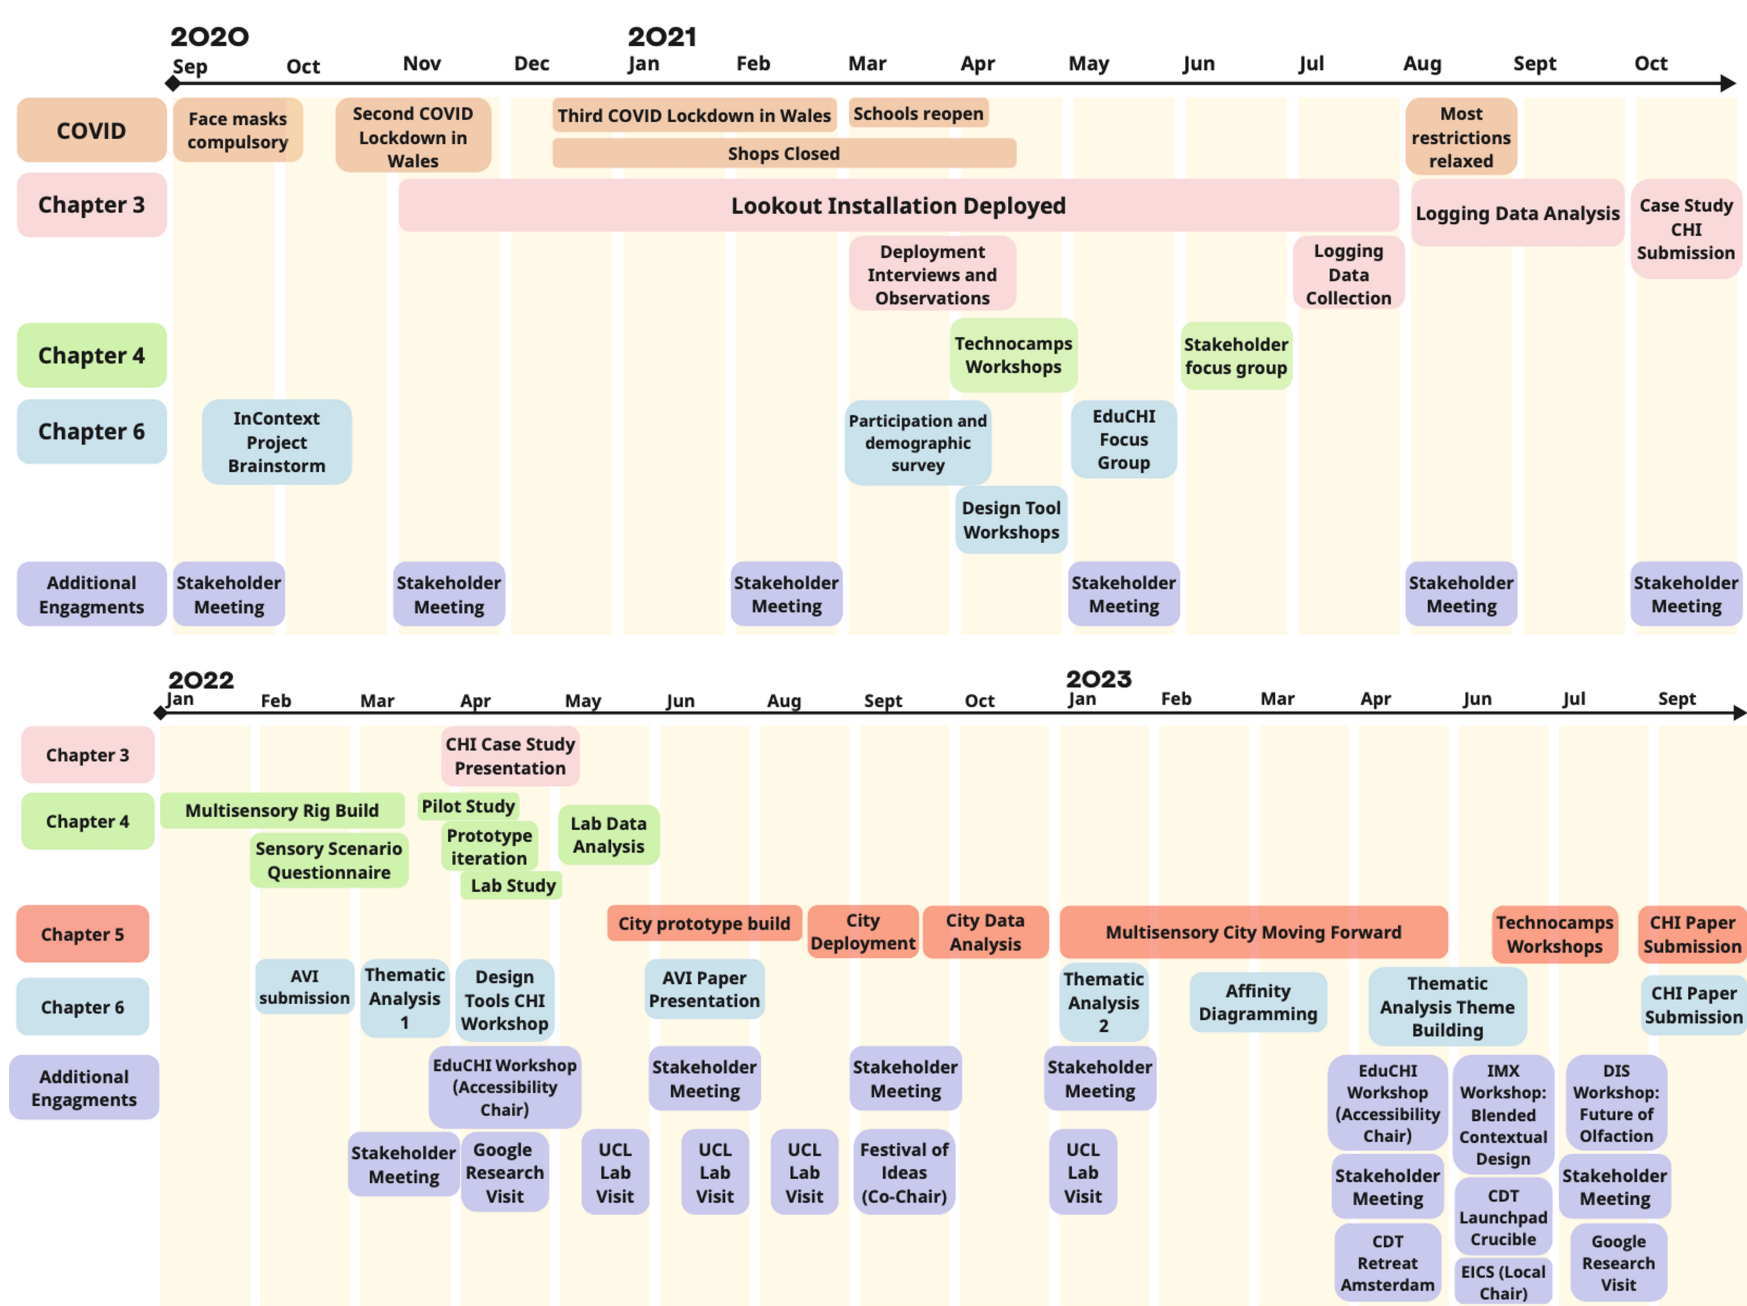 2020
2021
Sep
Oct
Nov
Dec
Jan
Feb
Mar
Apr
May
Jun
Jul
Aug
Sept
Oct
COVID
Face masks
compulsory
Second COVID
Lockdown in
Wales
Third COVID Lockdown in Wales
Schools reopen
Shops Closed
Most
restrictions
relaxed
Chapter 3
Lookout Installation Deployed
Logging Data Analysis
Case Study
CHI
Submission
Deployment
Interviews and
Observations
Logging
Data
Collection
Chapter 4
Technocamps
Workshops
Stakeholder
focus group
Chapter 6
InContext
Project
Brainstorm
Participation and
demographic
survey
EduCHI
Focus
Group
Design Tool
Workshops
Additional
Engagments
Stakeholder
Meeting
Stakeholder
Meeting
Stakeholder
Meeting
Stakeholder
Meeting
Stakeholder
Meeting
Stakeholder
Meeting
2022
2023
Jan
Feb
Mar
Apr
May
Jun
Aug
Sept
Oct
Jan
Feb
Mar
Apr
Jun
Jul
Sept
Chapter 3
CHI Case Study
Presentation
Chapter 4
Multisensory Rig Build
Pilot Study
Prototype
iteration
Lab Data
Analysis
Sensory Scenario
Questionnaire
Lab Study
Chapter 5
City prototype build
City
Deployment
City Data
Analysis
Multisensory City Moving Forward
Technocamps
Workshops
CHI Paper
Submission
Chapter 6
AVI
submission
Thematic
Analysis
1
Design
Tools CHI
Workshop
AVI Paper
Presentation
Thematic
Analysis
2
Affinity
Diagramming
Thematic
Analysis Theme
Building
CHI Paper
Submission
Additional
Engagments
EduCHI Workshop
(Accessibility
Chair)
Stakeholder
Meeting
Stakeholder
Meeting
Stakeholder
Meeting
EduCHI
Workshop
(Accessibility
Chair)
IMX
Workshop:
Blended
Contextual
Design
DIS
Workshop:
Future of
Olfaction
Stakeholder
Meeting
Google
Research
Visit
UCL
Lab
Visit
UCL
Lab
Visit
UCL
Lab
Visit
Festival of
Ideas
(Co-Chair)
UCL
Lab
Visit
Stakeholder
Meeting
CDT
Launchpad
Crucible
Stakeholder
Meeting
CDT
Retreat
Amsterdam
EICS (Local
Chair)
Google
Research
Visit